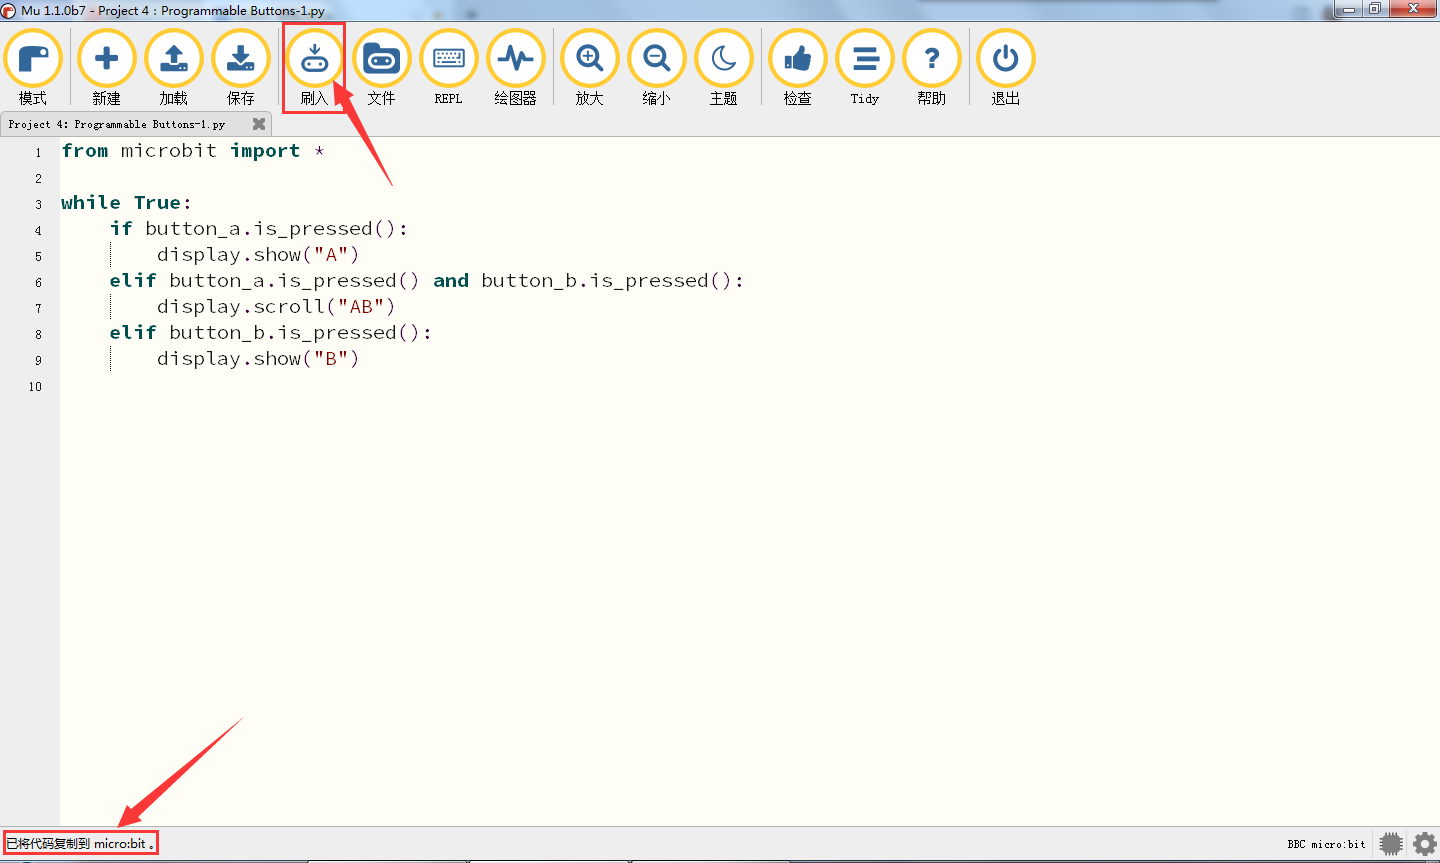 Mu 1.1.0b7 - Project 4 : Programmable Buttons-1.py
模式 新建 加载 保存 刷入 文件 REPL 绘图器 放大 缩小 主题 检查 Tidy 帮助 退出
Project 4: Programmable Buttons-1.py
1 from microbit import *
2
3 while True:
4 if button_a.is_pressed():
5 display.show("A")
6 elif button_a.is_pressed() and button_b.is_pressed():
7 display.scroll("AB")
8 elif button_b.is_pressed():
9 display.show("B")
10
已将代码复制到 micro:bit 。
BBC micro:bit